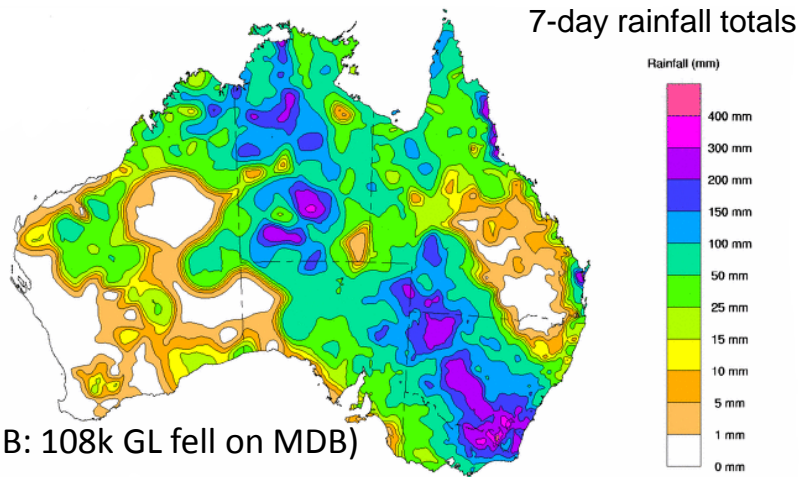 7-day rainfall totals
Rainfall (mm)
400 mm
300 mm
200 mm
150 mm
100 mm
50 mm
25 mm
15 mm
10 mm
5 mm
1 mm
0 mm
B: 108k GL fell on MDB)